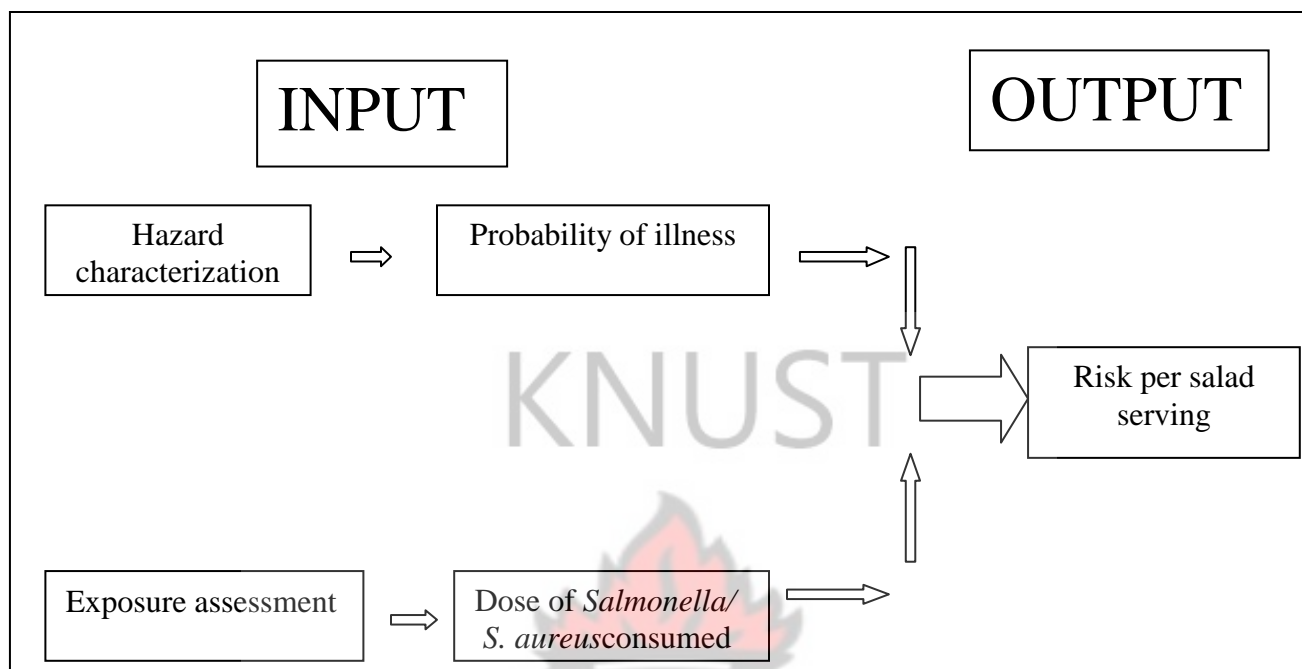 INPUT
OUTPUT
Hazard
characterization
Probability of illness
Risk per salad
serving
KNUST
Exposure assessment
Dose of Salmonella/
S. aureusconsumed